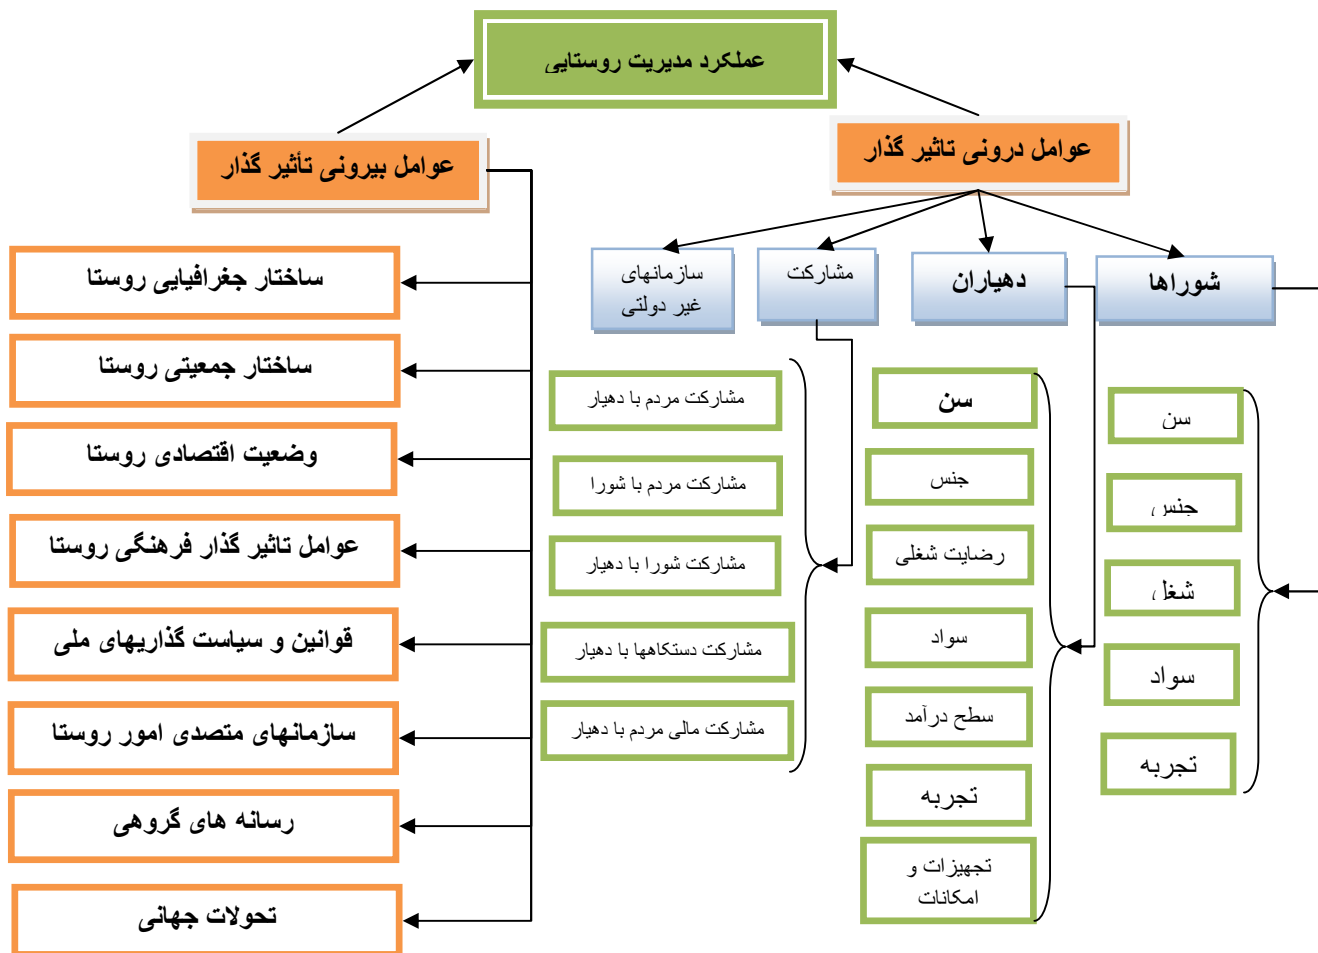 عملکرد مدیریت روستایی
عوامل درونی تاثیر گذار
عوامل بیرونی تأثیر گذار
شوراها
دهیاران
مشارکت
سازمانهای
غیر دولتی
سن
جنس
شغل
سواد
تجربه
سن
جنس
رضایت شغلی
سواد
سطح درآمد
تجربه
تجهیزات و
امکانات
مشارکت مردم با دهیار
مشارکت مردم با شورا
مشارکت شورا با دهیار
مشارکت دستکاهها با دهیار
مشارکت مالی مردم با دهیار
ساختار جغرافیایی روستا
ساختار جمعیتی روستا
وضعیت اقتصادی روستا
عوامل تاثیر گذار فرهنگی روستا
قوانین و سیاست گذاریهای ملی
سازمانهای متصدی امور روستا
رسانه های گروهی
تحولات جهانی